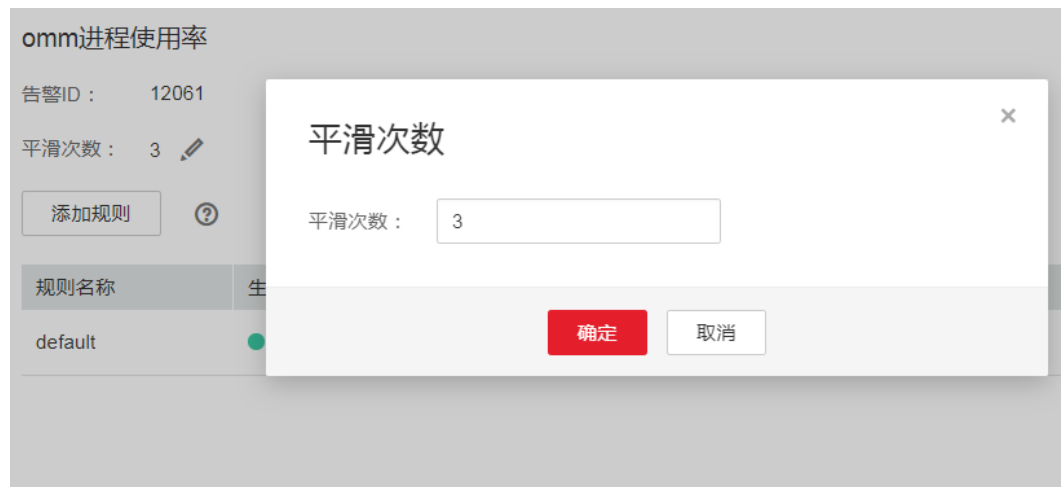 omm进程使用率
告警ID： 12061
平滑次数： 3
添加规则
规则名称 生
default
平滑次数
平滑次数： 3
确定 取消